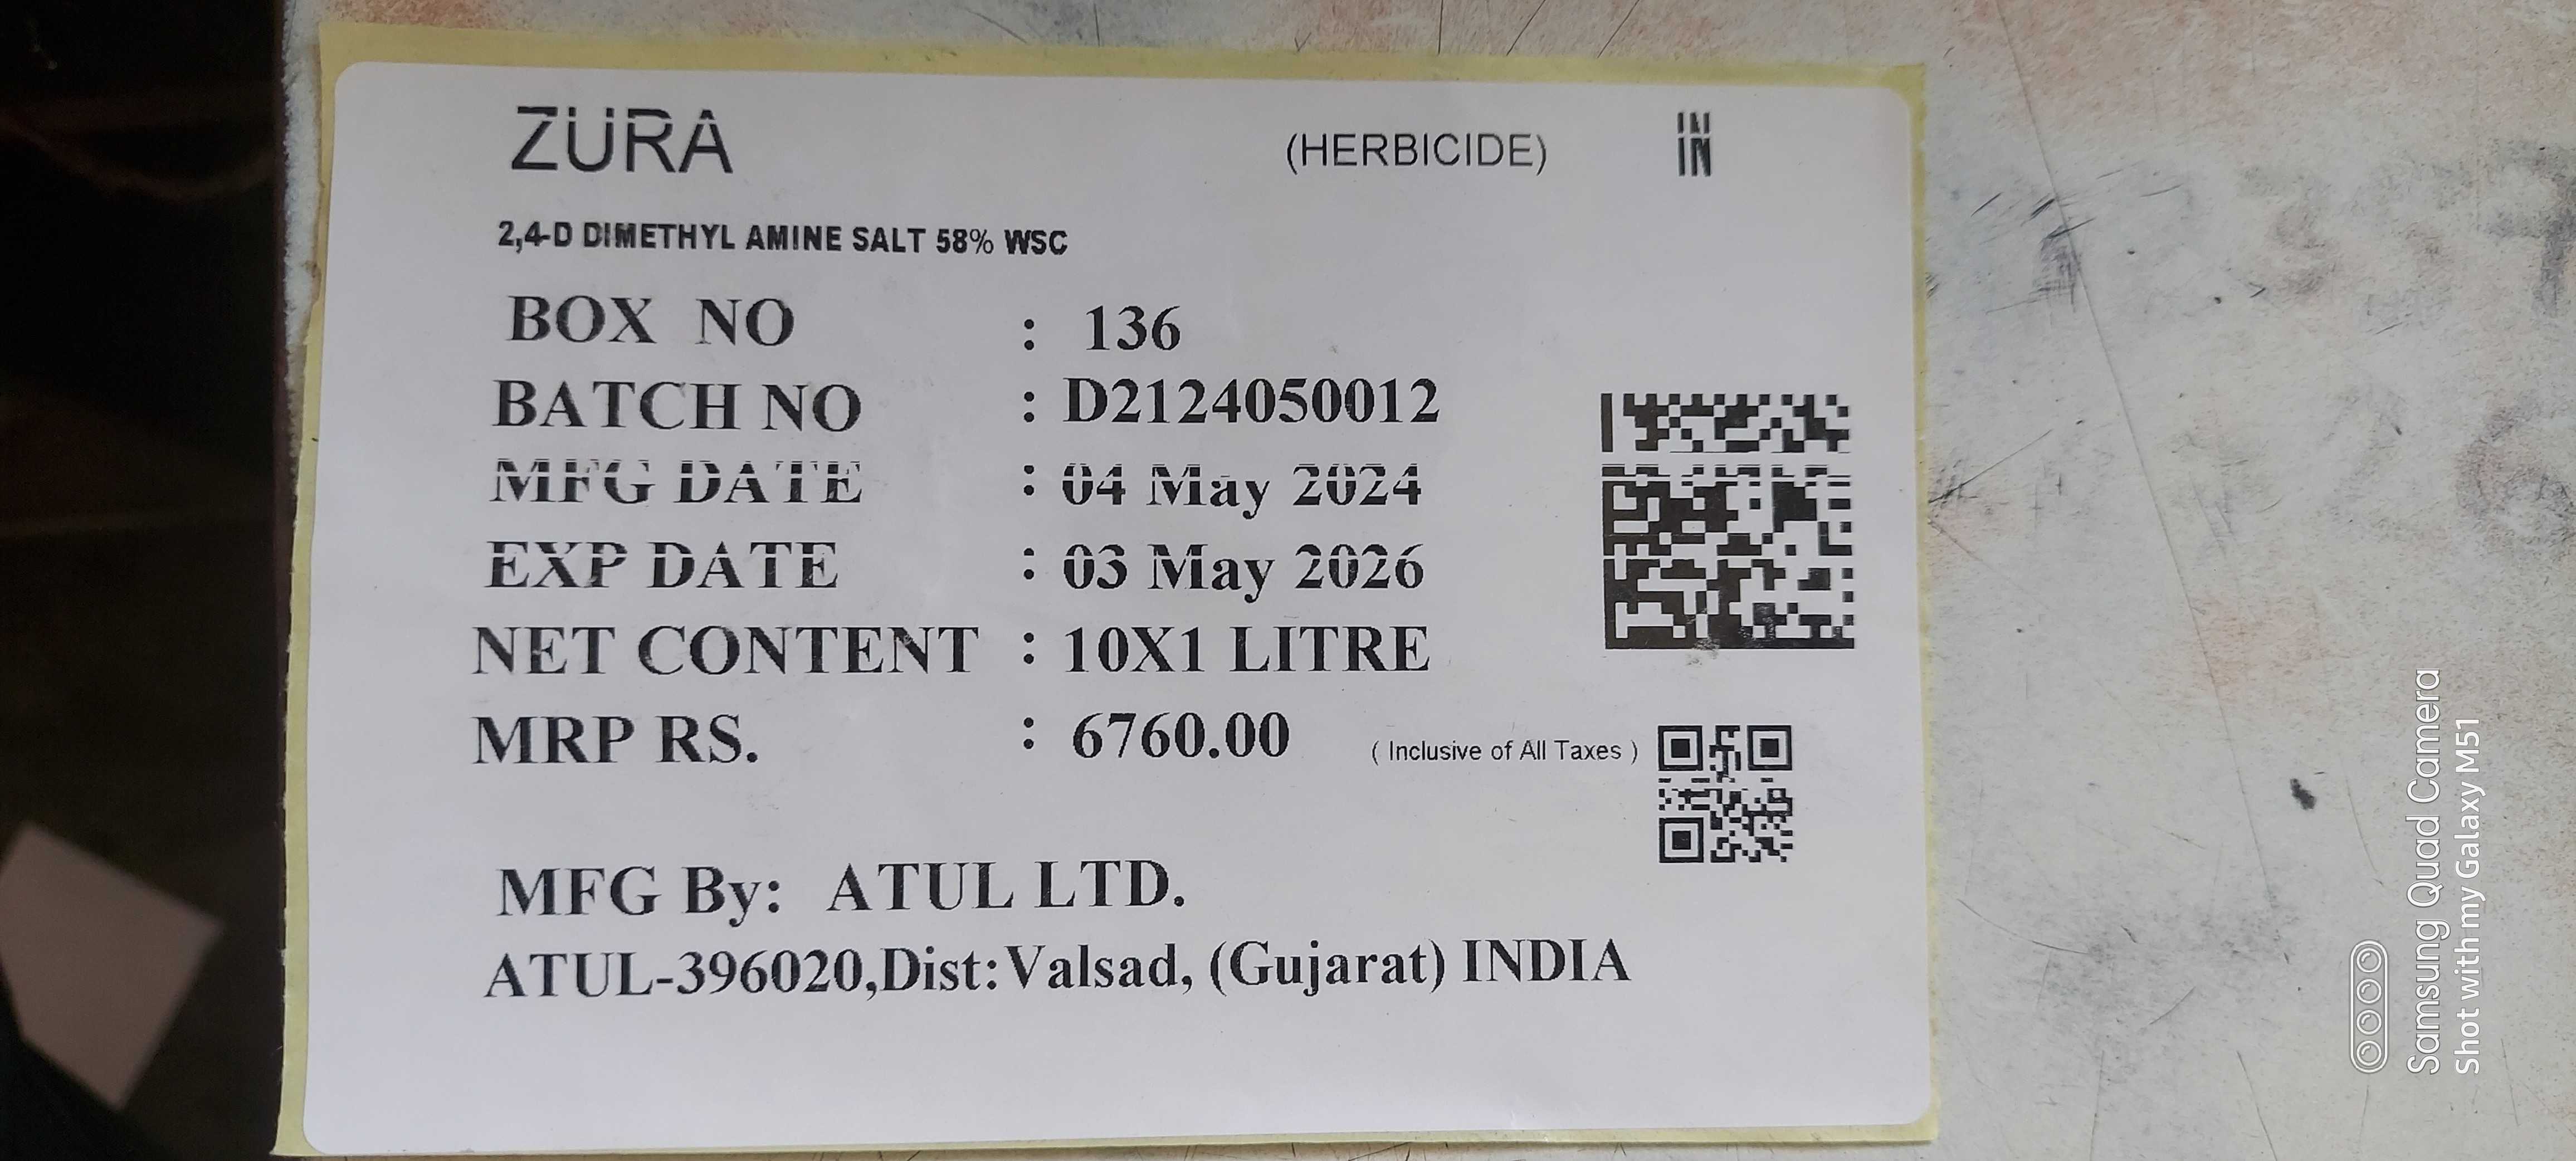 ZURA (HERBICIDE) IN
2,4-D DIMETHYL AMINE SALT 58% WSC
BOX NO : 136
BATCH NO : D2124050012
MFG DATE : 04 May 2024
EXP DATE : 03 May 2026
NET CONTENT : 10X1 LITRE
MRP RS. : 6760.00 ( Inclusive of All Taxes )
MFG By: ATUL LTD.
ATUL-396020,Dist:Valsad, (Gujarat) INDIA
Samsung Quad Camera
Shot with my Galaxy M51